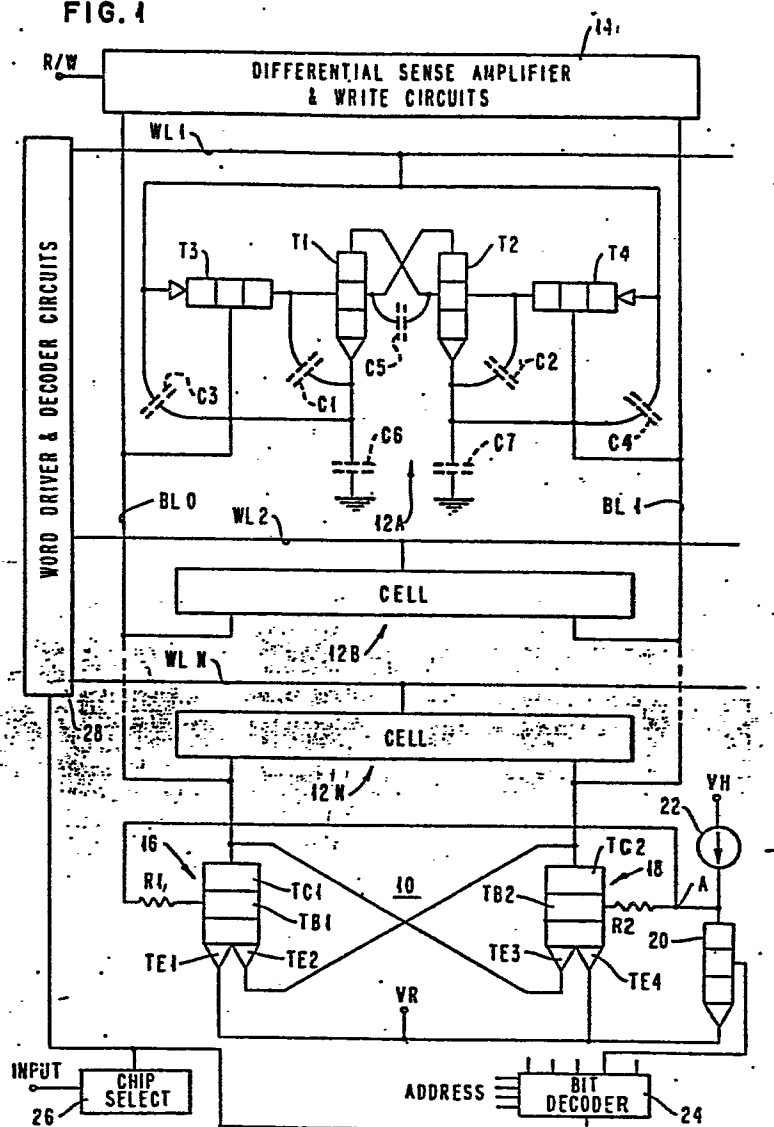 FIG. 1
14
R/W
DIFFERENTIAL SENSE AMPLIFIER
& WRITE CIRCUITS
WL 1
WORD DRIVER & DECODER CIRCUITS
T3
T1
T2
T4
C5
C3
C1
C2
C4
C6
C7
BL 0
12A
BL 1
WL2
CELL
12B
WL N
28
CELL
12N
VH
22
16
TC2
18
A
R1
TC1
10
TB2
R2
TB1
20
TE1
TE2
TE3
TE4
VR
INPUT
CHIP
SELECT
26
ADDRESS
BIT
DECODER
24